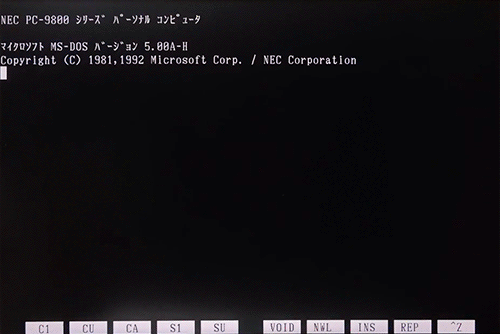 NEC PC-9800 ｼﾘｰｽﾞ ﾊﾟｰｿﾅﾙ ｺﾝﾋﾟｭｰﾀ
ﾏｲｸﾛｿﾌﾄ MS-DOS ﾊﾞｰｼﾞｮﾝ 5.00A-H
Copyright (C) 1981,1992 Microsoft Corp. / NEC Corporation
C1 CU CA S1 SU VOID NWL INS REP ^Z